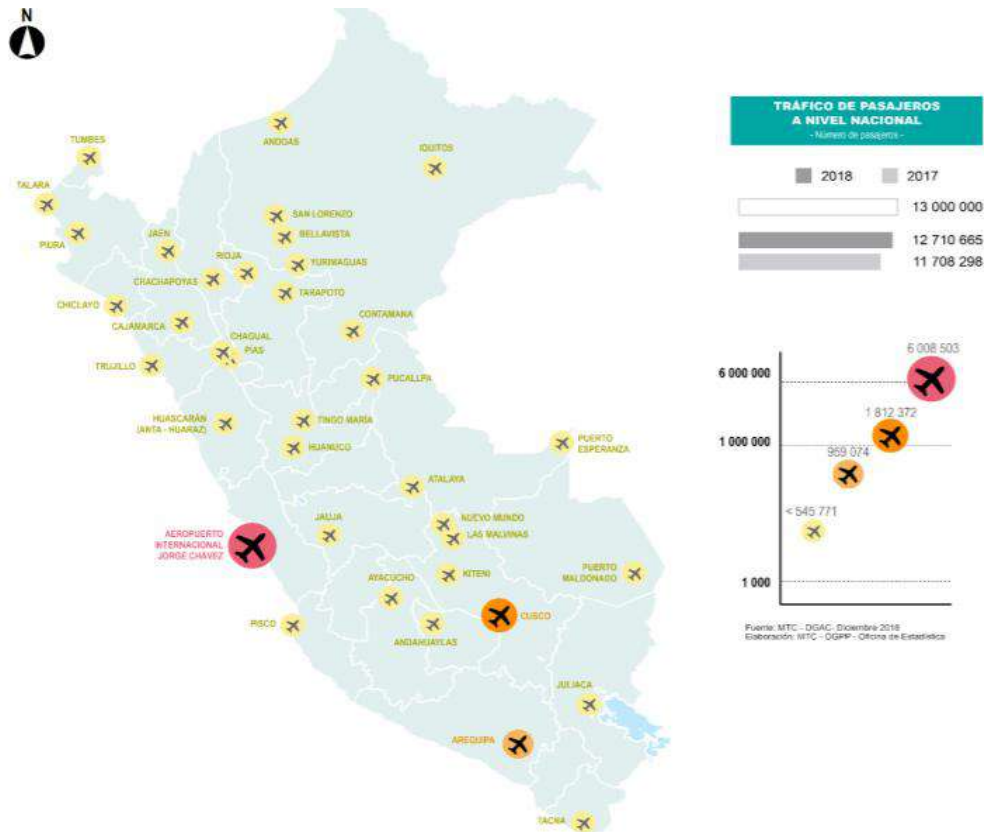 N
ANDOAS
TUMBES
IQUITOS
TALARA
SAN LORENZO
PIURA
JAEN
BELLAVISTA
RIOJA
YURIMAGUAS
CHACHAPOYAS
TARAPOTO
CHICLAYO
CAJAMARCA
CONTAMANA
CHAGUAL
PIAS
TRUJILLO
PUCALLPA
HUASCARÁN
(ANTA - HUARAZ)
TINGO MARÍA
HUANUCO
PUERTO
ESPERANZA
ATALAYA
JAUJA
NUEVO MUNDO
LAS MALVINAS
AEROPUERTO
INTERNACIONAL
JORGE CHÁVEZ
AYACUCHO
KITENI
PUERTO
MALDONADO
PISCO
CUSCO
ANDAHUAYLAS
JULIACA
AREQUIPA
TACNA
TRÁFICO DE PASAJEROS
A NIVEL NACIONAL
- Número de pasajeros -
2018 2017
13 000 000
12 710 665
11 708 298
6 008 503
6 000 000
1 812 372
1 000 000
959 074
< 545 771
1 000
Fuente: MTC - DGAC- Diciembre 2018
Elaboración: MTC - OGPP - Oficina de Estadística